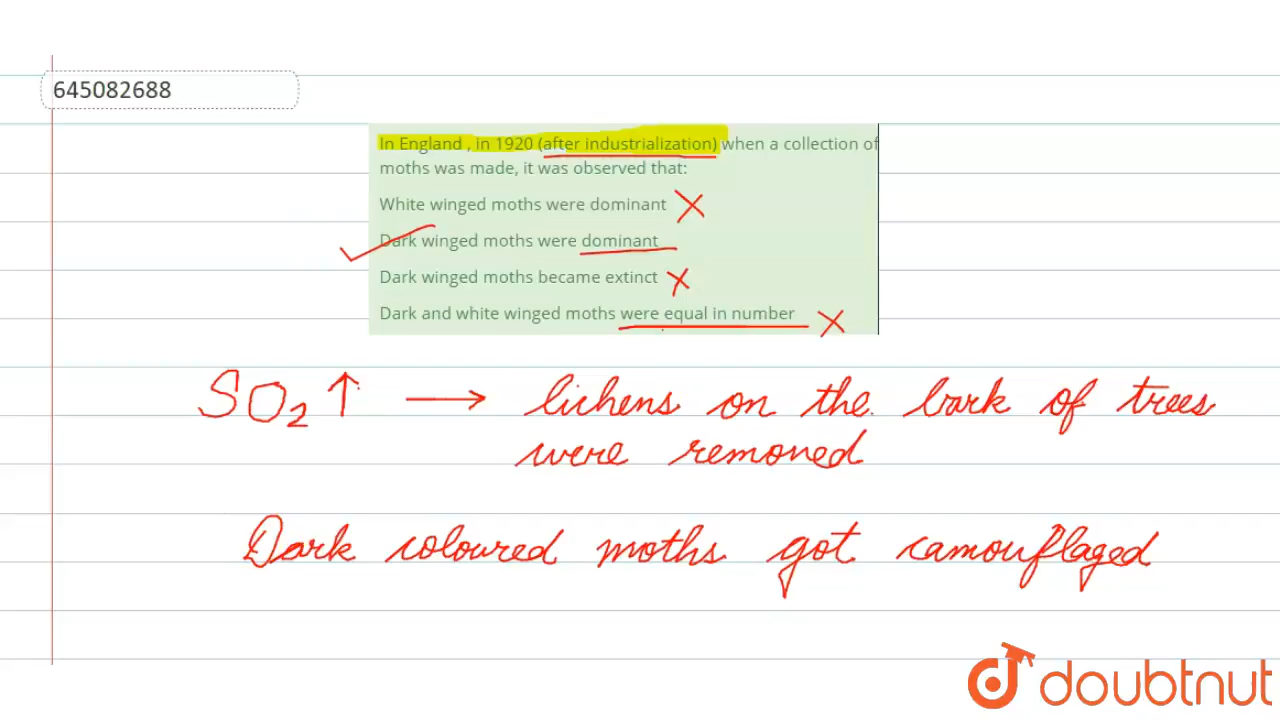 645082688
In England , in 1920 (after industrialization) when a collection of
moths was made, it was observed that:
White winged moths were dominant
Dark winged moths were dominant
Dark winged moths became extinct
Dark and white winged moths were equal in number
SO₂ ↑ → lichens on the bark of trees
were removed
Dark coloured moths got camouflaged
doubtnut